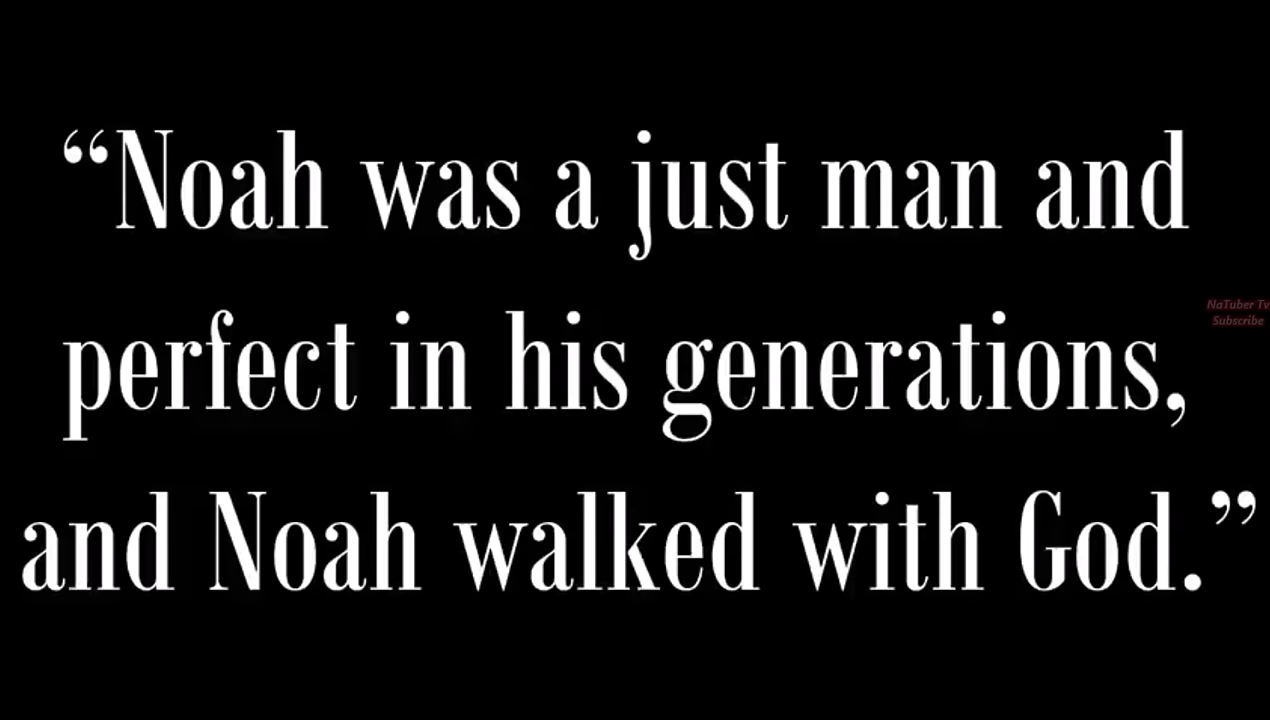 “Noah was a just man and
perfect in his generations,
and Noah walked with God.”
NaTuber Tv
Subscribe